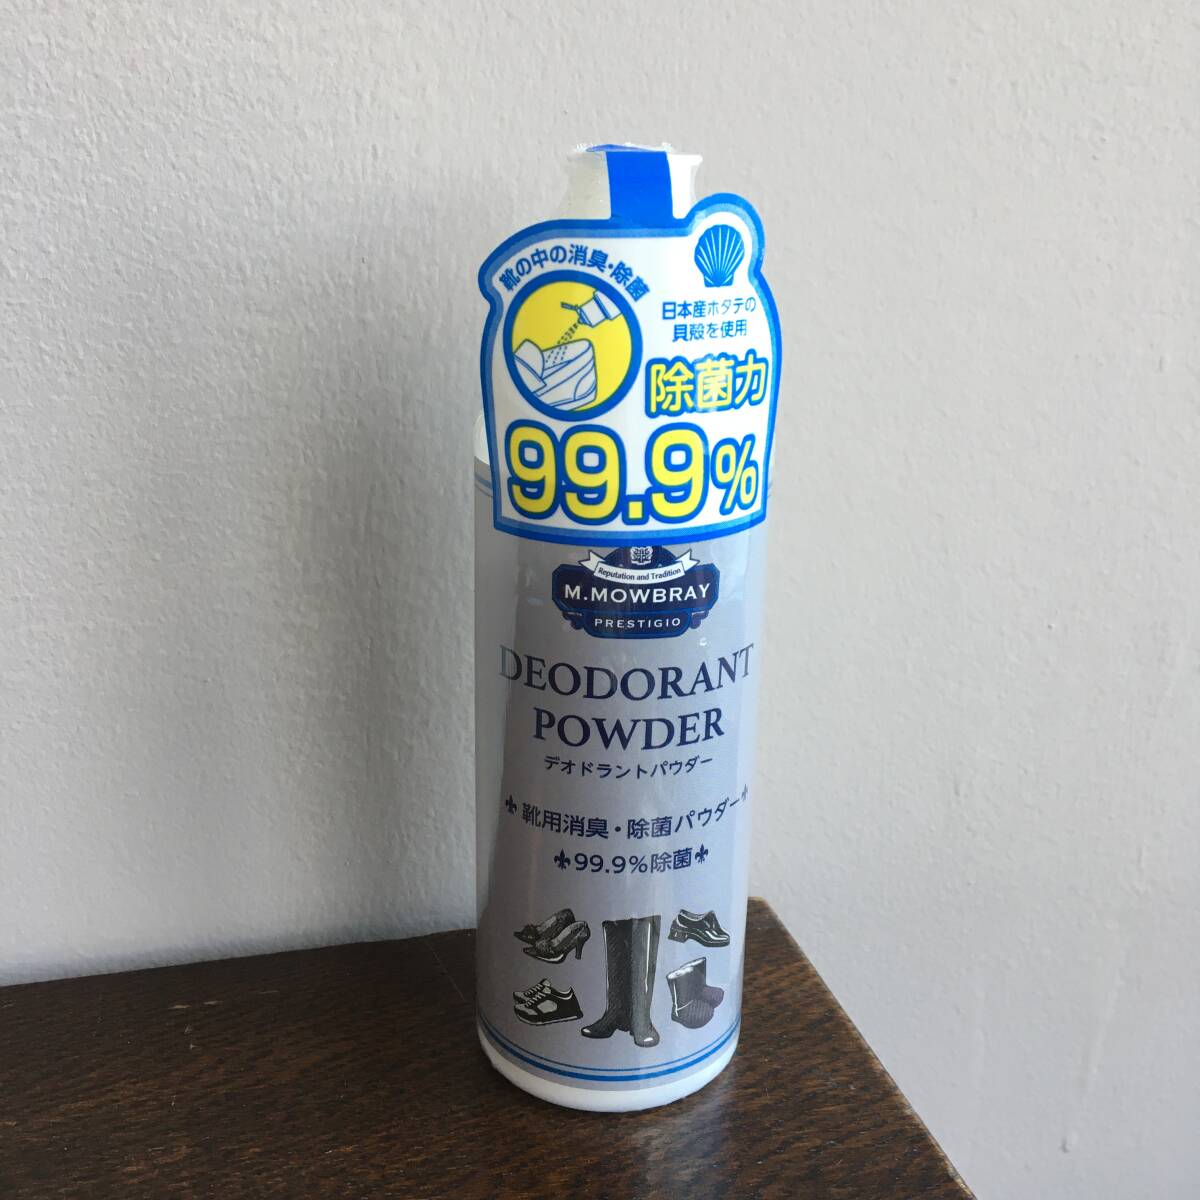 靴の中の消臭・除菌
日本産ホタテの
貝殻を使用
除菌力
99.9%
Reputation and Tradition
M.MOWBRAY
PRESTIGIO
DEODORANT
POWDER
デオドラントパウダー
靴用消臭・除菌パウダー
99.9%除菌